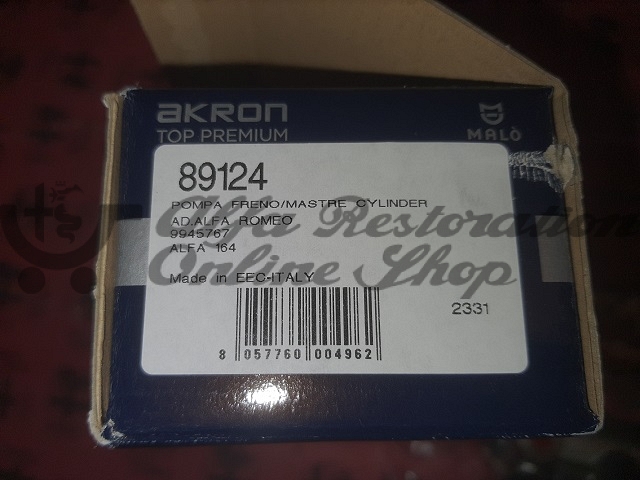 akron
TOP PREMIUM
MALÒ
89124
POMPA FRENO/MASTRE CYLINDER
AD.ALFA ROMEO
9945767
ALFA 164
Alfa Restoration
Online Shop
Made in EEC-ITALY
2331
8 057760 004962